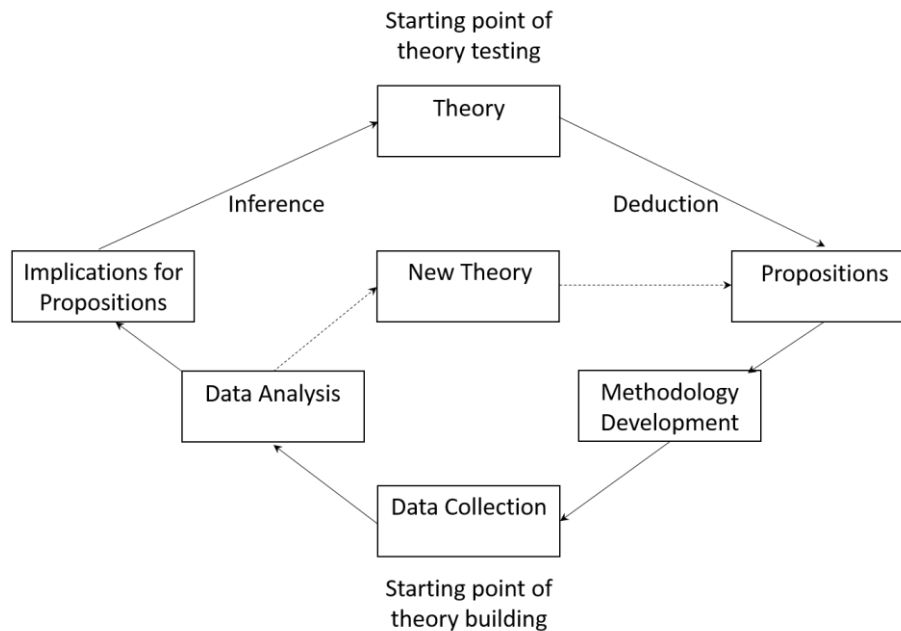 Starting point of
theory testing
Theory
Inference
Deduction
Implications for
Propositions
New Theory
Propositions
Data Analysis
Methodology
Development
Data Collection
Starting point of
theory building